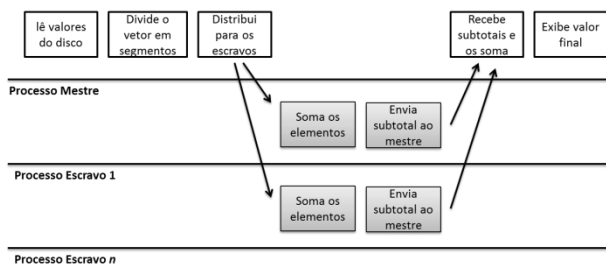 lê valores
do disco
Divide o
vetor em
segmentos
Distribui
para os
escravos
Recebe
subtotais e
os soma
Exibe valor
final
Processo Mestre
Soma os
elementos
Envia
subtotal ao
mestre
Processo Escravo 1
Soma os
elementos
Envia
subtotal ao
mestre
Processo Escravo n